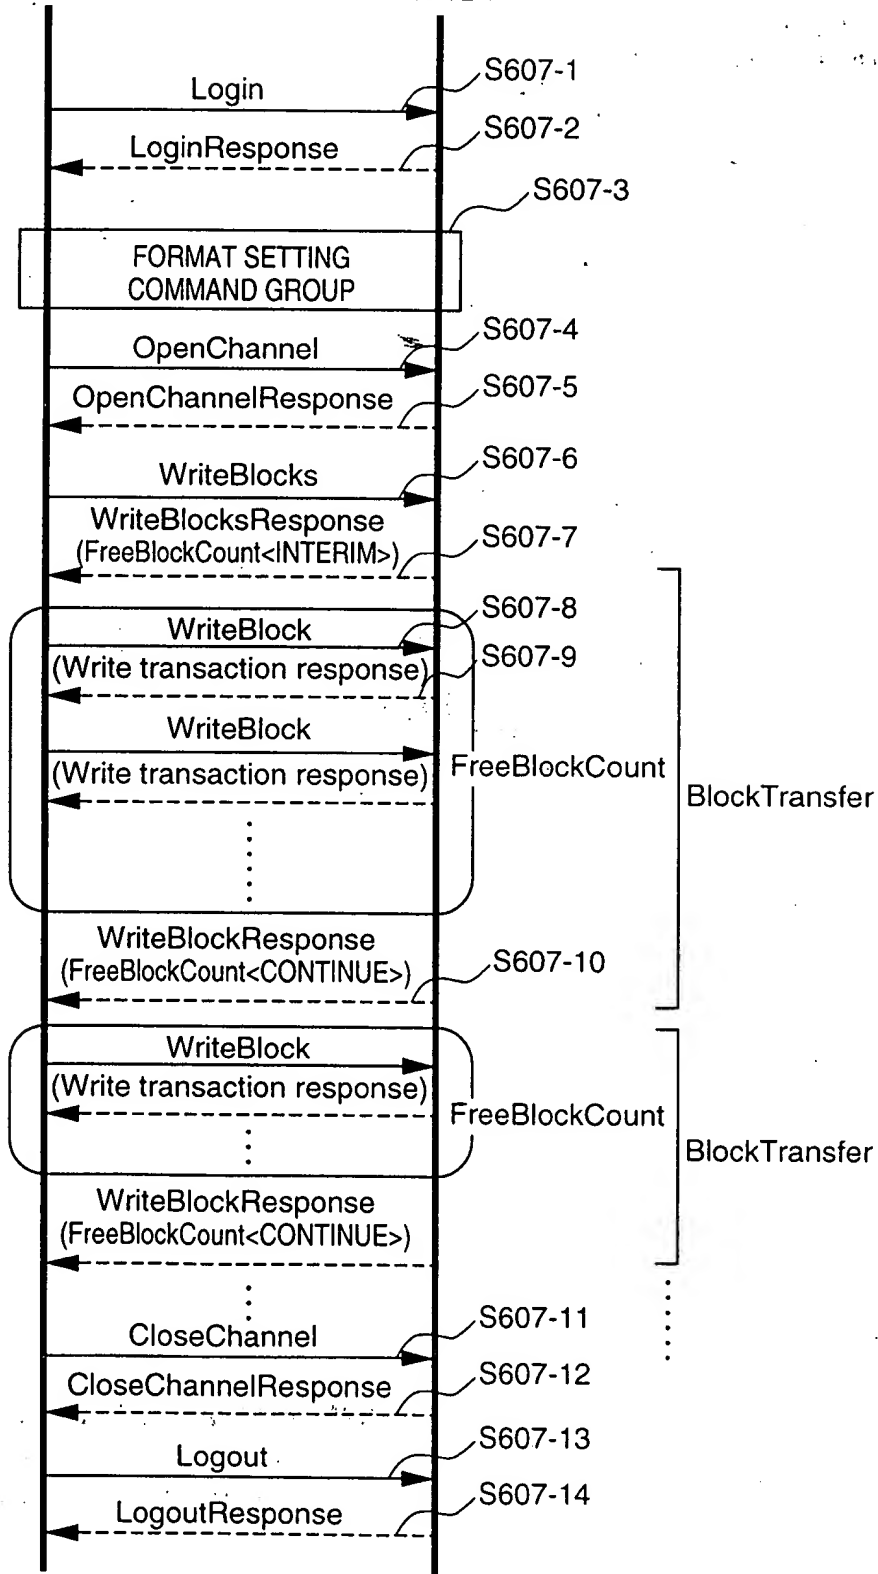 S607-1
Login
S607-2
LoginResponse
S607-3
FORMAT SETTING
COMMAND GROUP
S607-4
OpenChannel
S607-5
OpenChannelResponse
S607-6
WriteBlocks
WriteBlocksResponse
(FreeBlockCount<INTERIM>)
S607-7
S607-8
WriteBlock
S607-9
(Write transaction response)
WriteBlock
FreeBlockCount
(Write transaction response)
BlockTransfer
WriteBlockResponse
(FreeBlockCount<CONTINUE>)
S607-10
WriteBlock
(Write transaction response)
FreeBlockCount
BlockTransfer
WriteBlockResponse
(FreeBlockCount<CONTINUE>)
S607-11
CloseChannel
S607-12
CloseChannelResponse
S607-13
Logout
S607-14
LogoutResponse